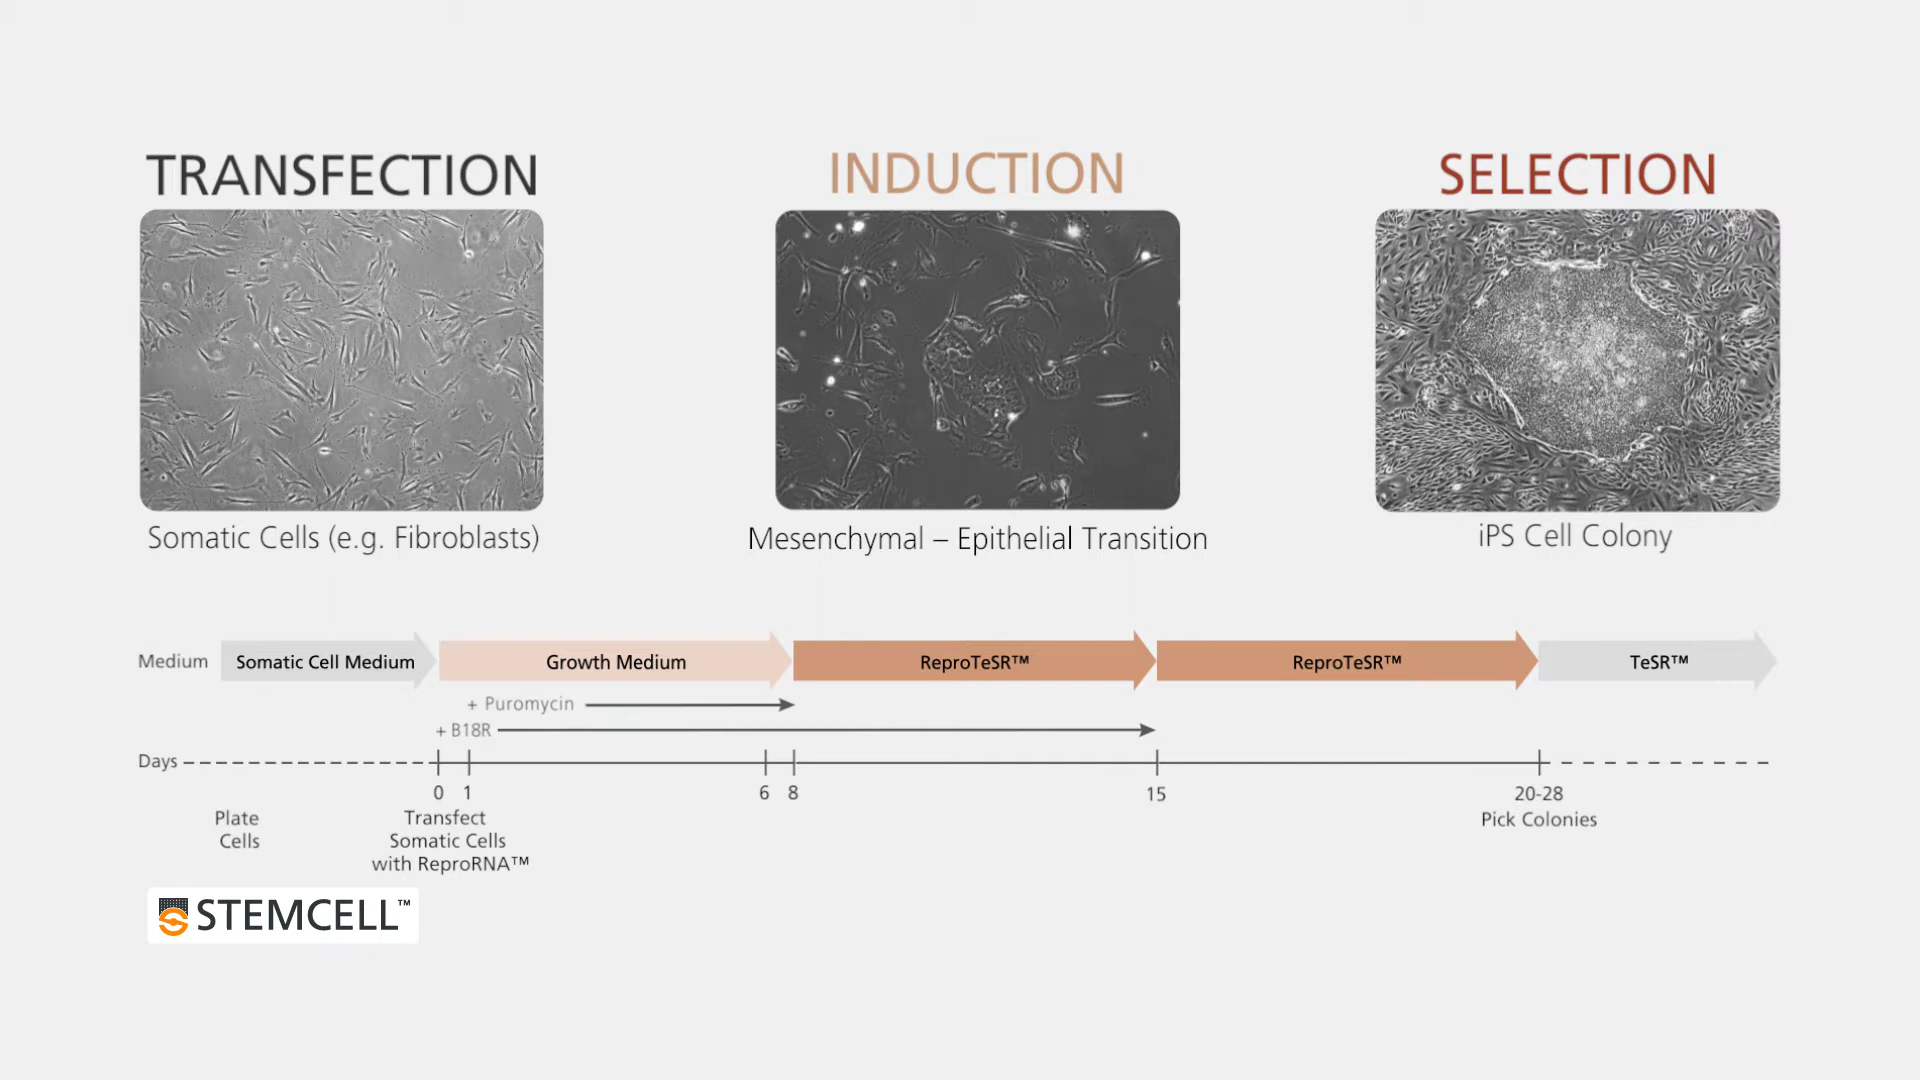 TRANSFECTION
INDUCTION
SELECTION
Somatic Cells (e.g. Fibroblasts)
Mesenchymal – Epithelial Transition
iPS Cell Colony
Medium
Somatic Cell Medium
Growth Medium
ReproTeSR™
ReproTeSR™
TeSR™
+ Puromycin
+ B18R
Days
0
1
6
8
15
20-28
Plate
Cells
Transfect
Somatic Cells
with ReproRNA™
Pick Colonies
STEMCELL™